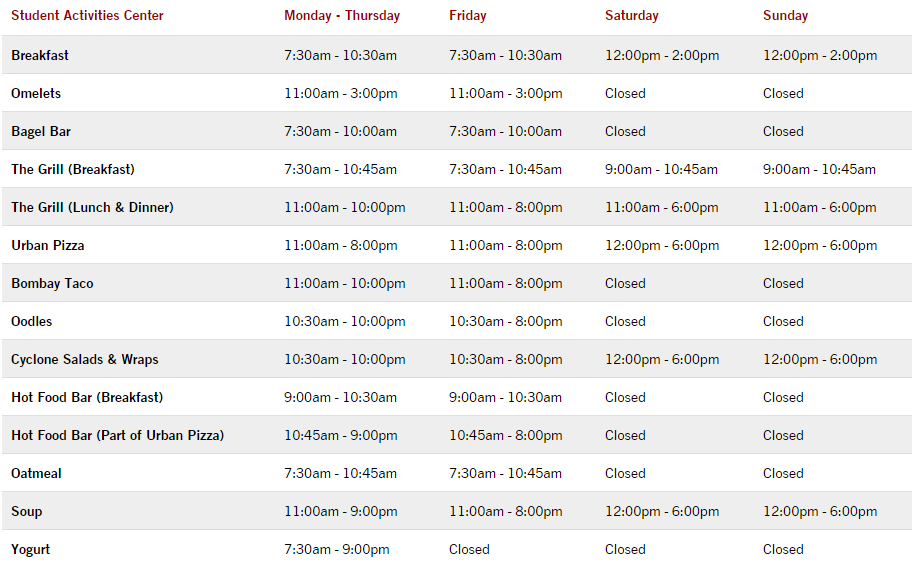 Student Activities Center Monday - Thursday Friday Saturday Sunday
Breakfast 7:30am - 10:30am 7:30am - 10:30am 12:00pm - 2:00pm 12:00pm - 2:00pm
Omelets 11:00am - 3:00pm 11:00am - 3:00pm Closed Closed
Bagel Bar 7:30am - 10:00am 7:30am - 10:00am Closed Closed
The Grill (Breakfast) 7:30am - 10:45am 7:30am - 10:45am 9:00am - 10:45am 9:00am - 10:45am
The Grill (Lunch & Dinner) 11:00am - 10:00pm 11:00am - 8:00pm 11:00am - 6:00pm 11:00am - 6:00pm
Urban Pizza 11:00am - 8:00pm 11:00am - 8:00pm 12:00pm - 6:00pm 12:00pm - 6:00pm
Bombay Taco 11:00am - 10:00pm 11:00am - 8:00pm Closed Closed
Oodles 10:30am - 10:00pm 10:30am - 8:00pm Closed Closed
Cyclone Salads & Wraps 10:30am - 10:00pm 10:30am - 8:00pm 12:00pm - 6:00pm 12:00pm - 6:00pm
Hot Food Bar (Breakfast) 9:00am - 10:30am 9:00am - 10:30am Closed Closed
Hot Food Bar (Part of Urban Pizza) 10:45am - 9:00pm 10:45am - 8:00pm Closed Closed
Oatmeal 7:30am - 10:45am 7:30am - 10:45am Closed Closed
Soup 11:00am - 9:00pm 11:00am - 8:00pm 12:00pm - 6:00pm 12:00pm - 6:00pm
Yogurt 7:30am - 9:00pm Closed Closed Closed